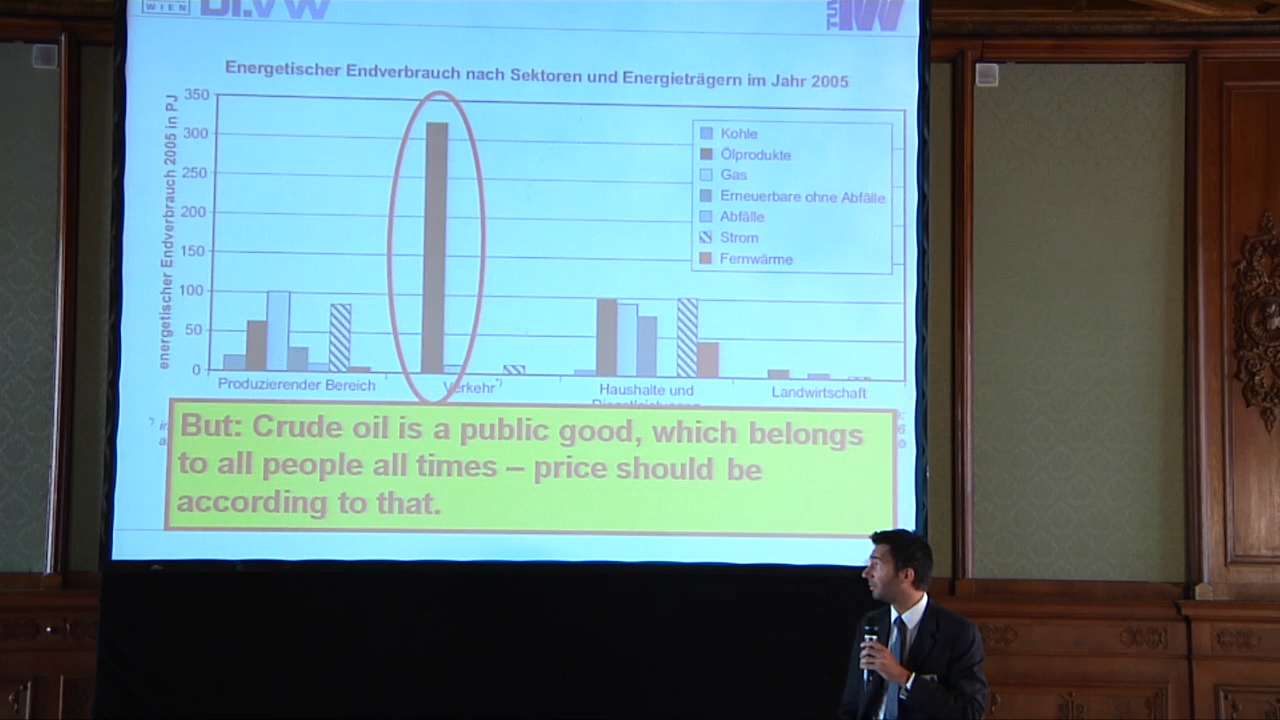 WIEN
TU
IW
Energetischer Endverbrauch nach Sektoren und Energieträgern im Jahr 2005
energetischer Endverbrauch 2005 in PJ
350
300
250
200
150
100
50
0
Kohle
Ölprodukte
Gas
Erneuerbare ohne Abfälle
Abfälle
Strom
Fernwärme
Produzierender Bereich
Verkehr*)
Haushalte und
Dienstleistungen
Landwirtschaft
But: Crude oil is a public good, which belongs
to all people all times – price should be
according to that.